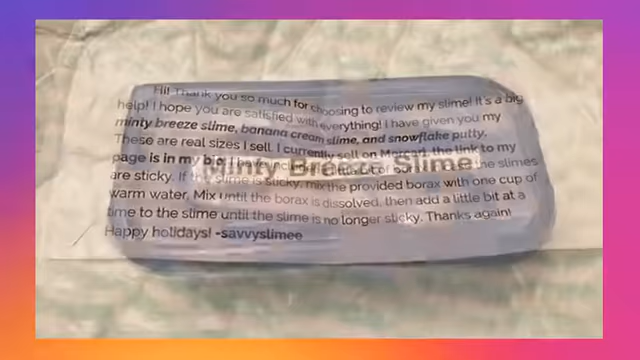 Hi! Thank you so much for choosing to review my slime! It's a big
help! I hope you are satisfied with everything! I have given you my
minty breeze slime, banana cream slime, and snowflake putty.
These are real sizes I sell. I currently sell on Mercari, the link to my
page is in my bio. I have
Minty Breeze Slime
the slimes
are sticky. If the slime is sticky, mix the provided borax with one cup of
warm water. Mix until the borax is dissolved, then add a little bit at a
time to the slime until the slime is no longer sticky. Thanks again!
Happy holidays! -savvyslimee